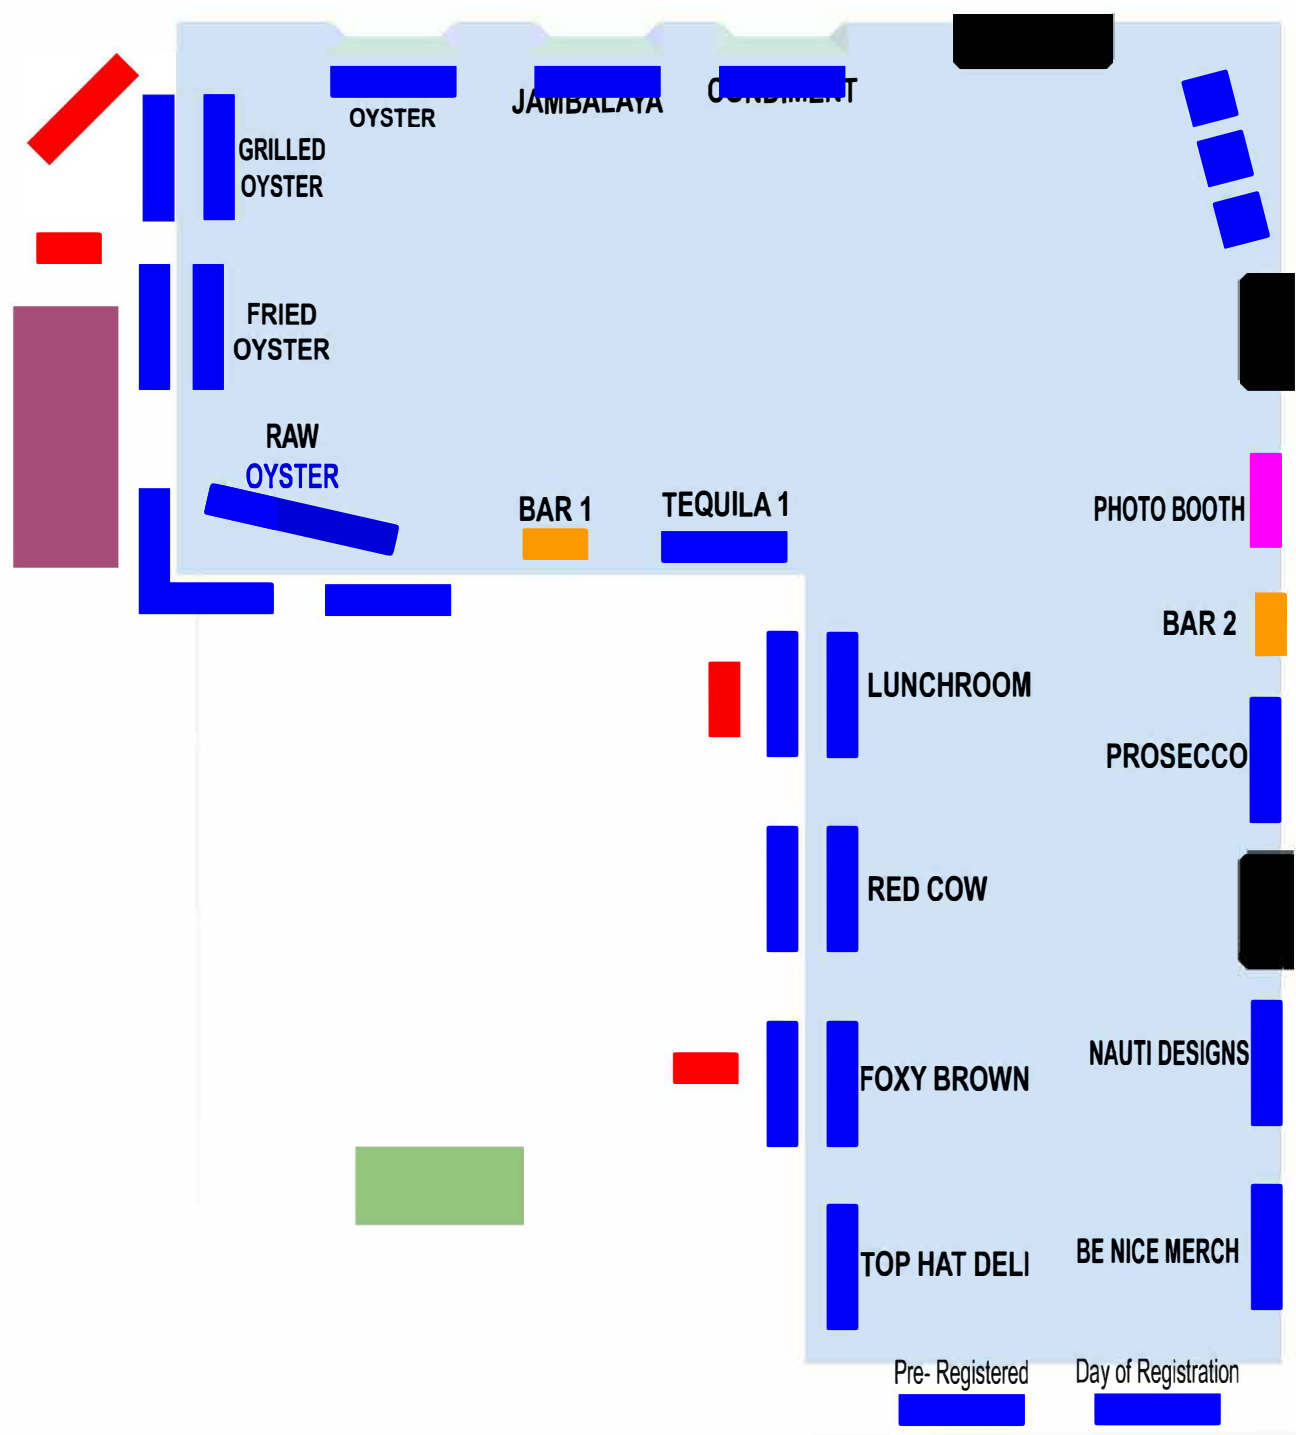 OYSTER
JAMBALAYA
CONDIMENT
GRILLED
OYSTER
FRIED
OYSTER
RAW
OYSTER
BAR 1
TEQUILA 1
PHOTO BOOTH
BAR 2
LUNCHROOM
PROSECCO
RED COW
NAUTI DESIGNS
FOXY BROWN
BE NICE MERCH
TOP HAT DELI
Pre- Registered
Day of Registration